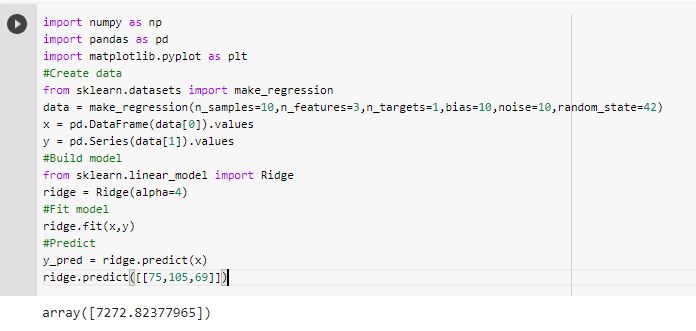 import numpy as np
import pandas as pd
import matplotlib.pyplot as plt
#Create data
from sklearn.datasets import make_regression
data = make_regression(n_samples=10,n_features=3,n_targets=1,bias=10,noise=10,random_state=42)
x = pd.DataFrame(data[0]).values
y = pd.Series(data[1]).values
#Build model
from sklearn.linear_model import Ridge
ridge = Ridge(alpha=4)
#Fit model
ridge.fit(x,y)
#Predict
y_pred = ridge.predict(x)
ridge.predict([[75,105,69]])
array([7272.82377965])